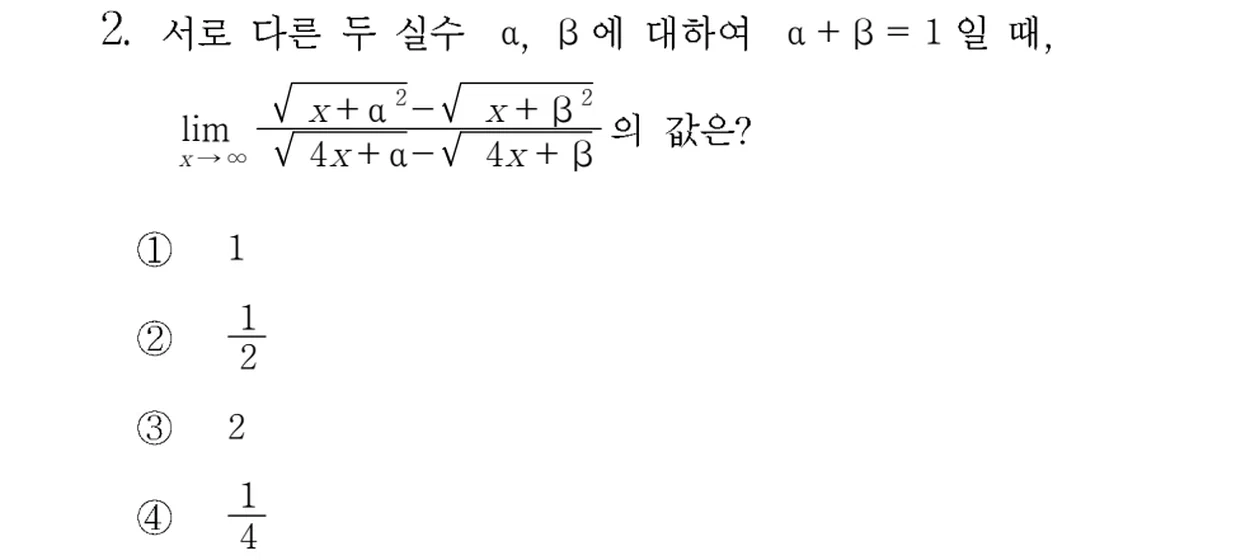 2. 서로 다른 두 실수 α, β에 대하여 α + β = 1 일 때,
lim x→∞ (√(x+α²) − √(x+β²)) / (√(4x+α) − √(4x+β)) 의 값은?
① 1
② 1/2
③ 2
④ 1/4